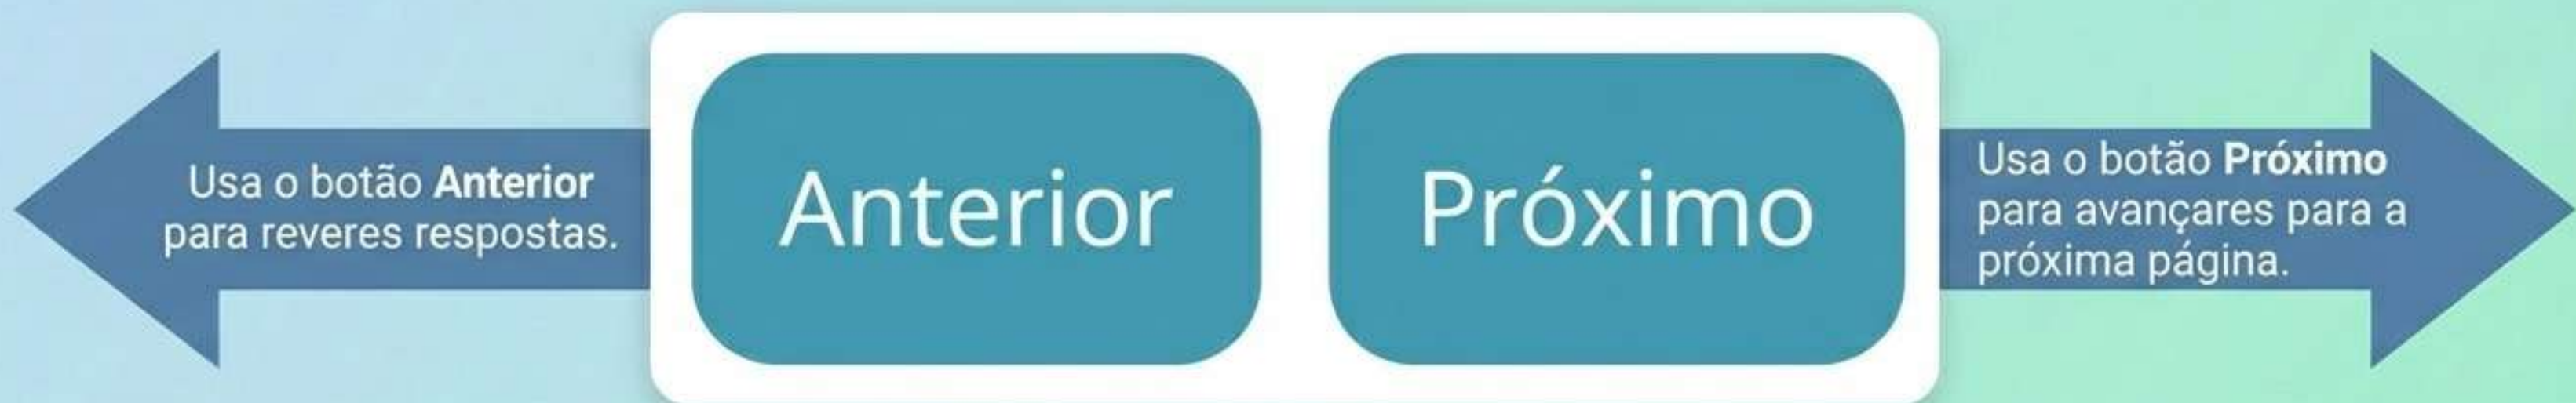 Usa o botão Anterior
para reveres respostas.
Anterior
Próximo
Usa o botão Próximo
para avançares para a
próxima página.